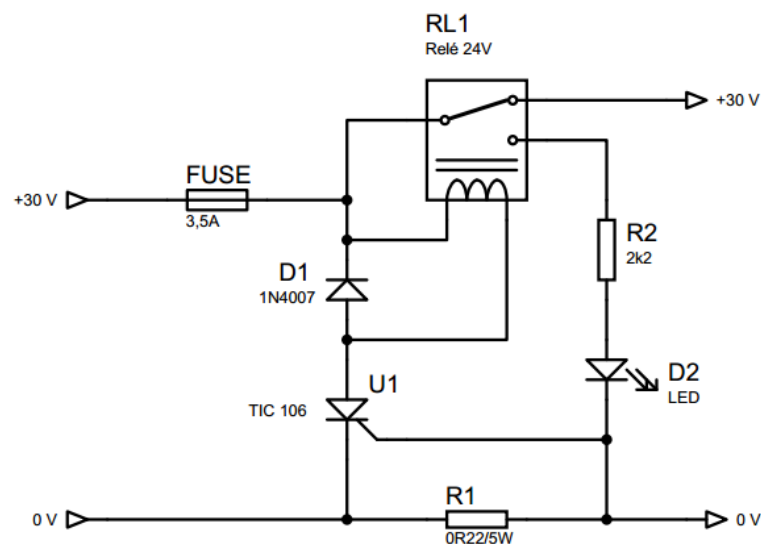 RL1
Relé 24V
+30 V
FUSE
+30 V
3,5A
R2
2k2
D1
1N4007
U1
D2
TIC 106
LED
R1
0 V
0 V
0R22/5W